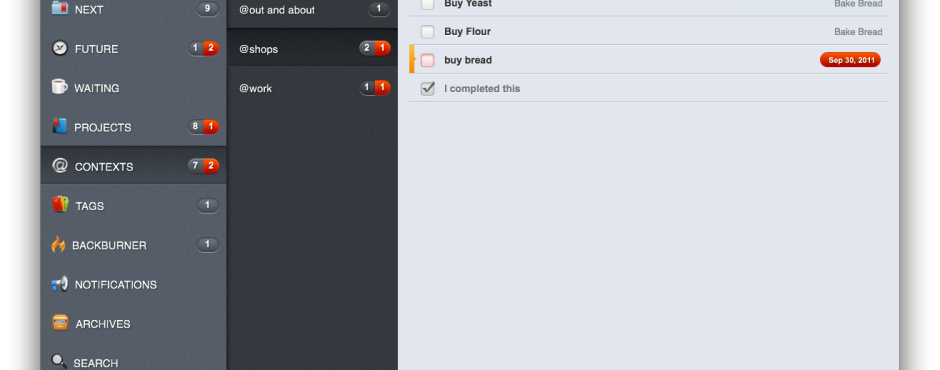 NEXT 9
FUTURE 1 2
WAITING
PROJECTS 8 1
@ CONTEXTS 7 2
TAGS 1
BACKBURNER 1
NOTIFICATIONS
ARCHIVES
SEARCH
@out and about 1
@shops 2 1
@work 1 1
Buy Yeast Bake Bread
Buy Flour Bake Bread
buy bread Sep 30, 2011
I completed this